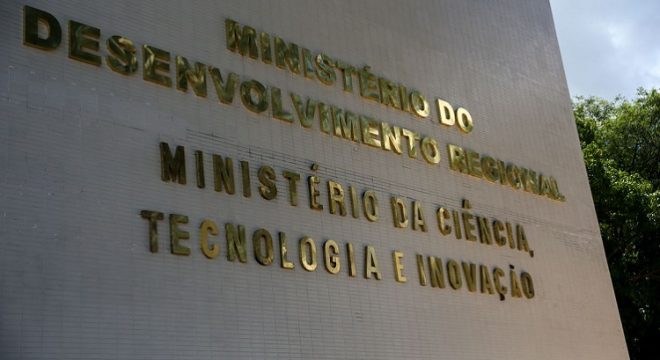 MINISTÉRIO DO
DESENVOLVIMENTO REGIONAL
MINISTÉRIO DA CIÊNCIA,
TECNOLOGIA E INOVAÇÃO